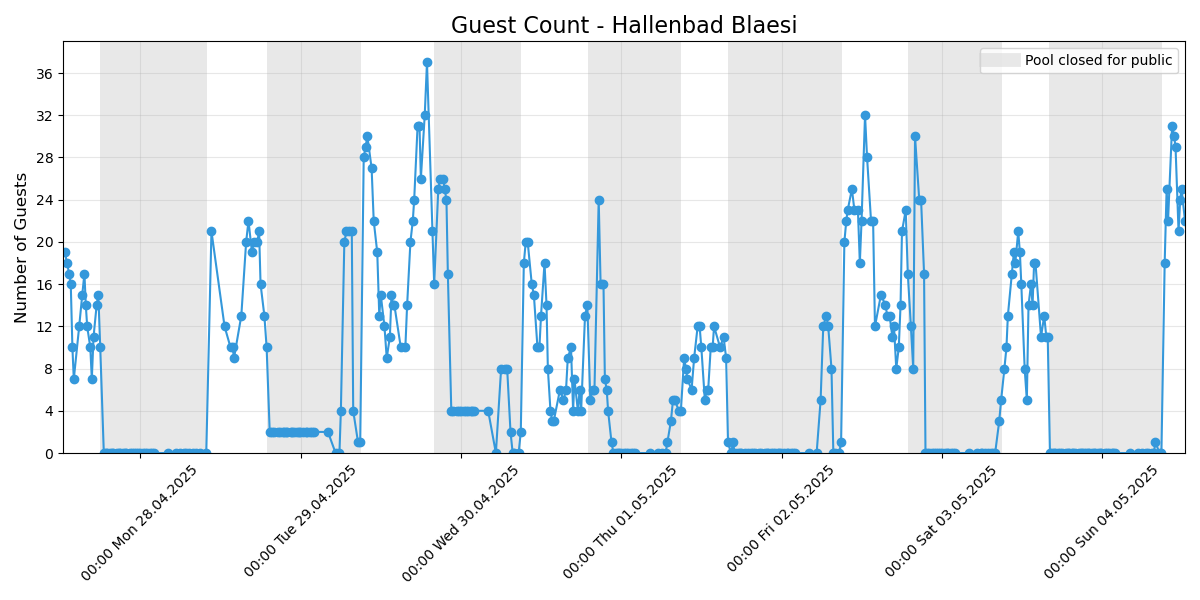 Guest Count - Hallenbad Blaesi
Pool closed for public
Number of Guests
36
32
28
24
20
16
12
8
4
0
00:00 Mon 28.04.2025
00:00 Tue 29.04.2025
00:00 Wed 30.04.2025
00:00 Thu 01.05.2025
00:00 Fri 02.05.2025
00:00 Sat 03.05.2025
00:00 Sun 04.05.2025